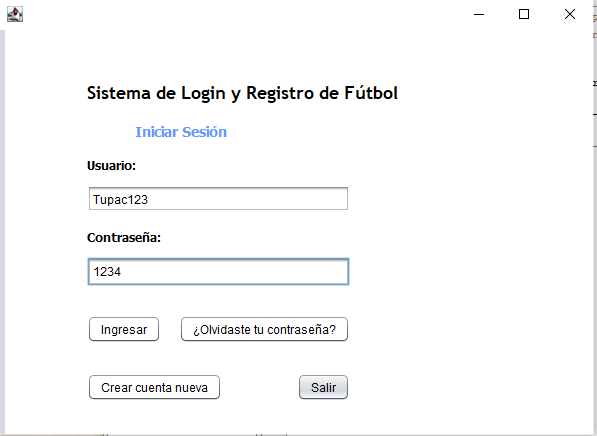 Sistema de Login y Registro de Fútbol
Iniciar Sesión
Usuario:
Tupac123
Contraseña:
1234
Ingresar ¿Olvidaste tu contraseña?
Crear cuenta nueva Salir